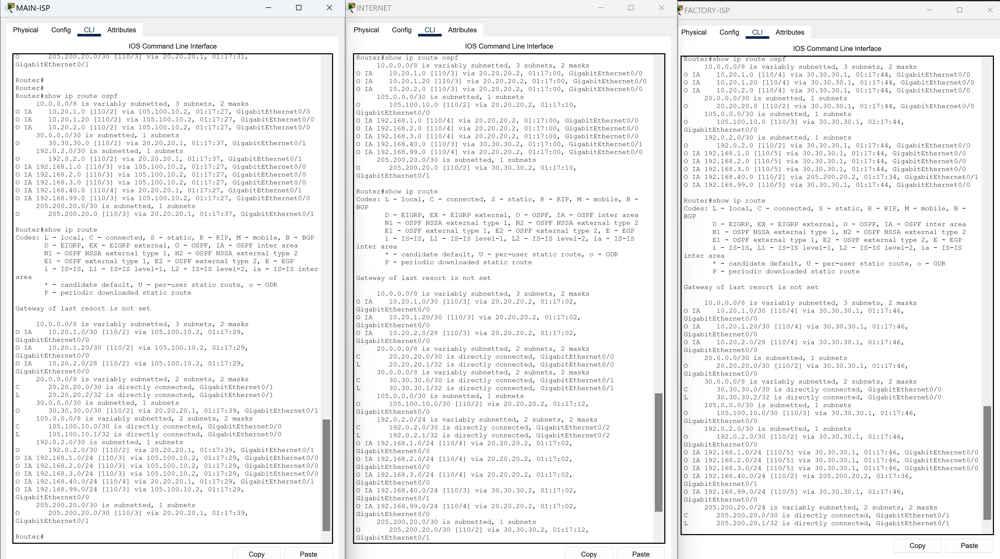 MAIN-ISP
Physical Config CLI Attributes
IOS Command Line Interface
O 205.200.20.0/30 [110/3] via 20.20.20.1, 01:17:31,
GigabitEthernet0/1
Router#
Router#
Router#show ip route ospf
10.0.0.0/8 is variably subnetted, 3 subnets, 2 masks
O IA 10.20.1.0 [110/2] via 105.100.10.2, 01:17:27, GigabitEthernet0/0
O IA 10.20.1.20 [110/2] via 105.100.10.2, 01:17:27, GigabitEthernet0/0
O IA 10.20.2.0 [110/2] via 105.100.10.2, 01:17:27, GigabitEthernet0/0
30.0.0.0/30 is subnetted, 1 subnets
O 30.30.30.0 [110/2] via 20.20.20.1, 01:17:37, GigabitEthernet0/1
192.0.2.0/30 is subnetted, 1 subnets
O 192.0.2.0 [110/2] via 20.20.20.1, 01:17:37, GigabitEthernet0/1
O IA 192.168.1.0 [110/3] via 105.100.10.2, 01:17:27, GigabitEthernet0/0
O IA 192.168.2.0 [110/3] via 105.100.10.2, 01:17:27, GigabitEthernet0/0
O IA 192.168.3.0 [110/3] via 105.100.10.2, 01:17:27, GigabitEthernet0/0
O IA 192.168.40.0 [110/4] via 20.20.20.1, 01:17:27, GigabitEthernet0/1
O IA 192.168.99.0 [110/3] via 105.100.10.2, 01:17:27, GigabitEthernet0/0
205.200.20.0/30 is subnetted, 1 subnets
O 205.200.20.0 [110/3] via 20.20.20.1, 01:17:37, GigabitEthernet0/1
Router#show ip route
Codes: L - local, C - connected, S - static, R - RIP, M - mobile, B - BGP
D - EIGRP, EX - EIGRP external, O - OSPF, IA - OSPF inter area
N1 - OSPF NSSA external type 1, N2 - OSPF NSSA external type 2
E1 - OSPF external type 1, E2 - OSPF external type 2, E - EGP
i - IS-IS, L1 - IS-IS level-1, L2 - IS-IS level-2, ia - IS-IS inter
area
* - candidate default, U - per-user static route, o - ODR
P - periodic downloaded static route
Gateway of last resort is not set
10.0.0.0/8 is variably subnetted, 3 subnets, 2 masks
O IA 10.20.1.0/30 [110/2] via 105.100.10.2, 01:17:29,
GigabitEthernet0/0
O IA 10.20.1.20/30 [110/2] via 105.100.10.2, 01:17:29,
GigabitEthernet0/0
O IA 10.20.2.0/28 [110/2] via 105.100.10.2, 01:17:29,
GigabitEthernet0/0
20.0.0.0/8 is variably subnetted, 2 subnets, 2 masks
C 20.20.20.0/30 is directly connected, GigabitEthernet0/1
L 20.20.20.2/32 is directly connected, GigabitEthernet0/1
30.0.0.0/30 is subnetted, 1 subnets
O 30.30.30.0/30 [110/2] via 20.20.20.1, 01:17:39, GigabitEthernet0/1
105.0.0.0/8 is variably subnetted, 2 subnets, 2 masks
C 105.100.10.0/30 is directly connected, GigabitEthernet0/0
L 105.100.10.1/32 is directly connected, GigabitEthernet0/0
192.0.2.0/30 is subnetted, 1 subnets
O 192.0.2.0/30 [110/2] via 20.20.20.1, 01:17:39, GigabitEthernet0/1
O IA 192.168.1.0/24 [110/3] via 105.100.10.2, 01:17:29, GigabitEthernet0/0
O IA 192.168.2.0/24 [110/3] via 105.100.10.2, 01:17:29, GigabitEthernet0/0
O IA 192.168.3.0/24 [110/3] via 105.100.10.2, 01:17:29, GigabitEthernet0/0
O IA 192.168.40.0/24 [110/4] via 20.20.20.1, 01:17:29, GigabitEthernet0/1
O IA 192.168.99.0/24 [110/3] via 105.100.10.2, 01:17:29,
GigabitEthernet0/0
205.200.20.0/30 is subnetted, 1 subnets
O 205.200.20.0/30 [110/3] via 20.20.20.1, 01:17:39,
GigabitEthernet0/1
Router#
Copy Paste
INTERNET
Physical Config CLI Attributes
IOS Command Line Interface
Router#show ip route ospf
10.0.0.0/8 is variably subnetted, 3 subnets, 2 masks
O IA 10.20.1.0 [110/3] via 20.20.20.2, 01:17:00, GigabitEthernet0/0
O IA 10.20.1.20 [110/3] via 20.20.20.2, 01:17:00, GigabitEthernet0/0
O IA 10.20.2.0 [110/3] via 20.20.20.2, 01:17:00, GigabitEthernet0/0
105.0.0.0/30 is subnetted, 1 subnets
O 105.100.10.0 [110/2] via 20.20.20.2, 01:17:10,
GigabitEthernet0/0
O IA 192.168.1.0 [110/4] via 20.20.20.2, 01:17:00, GigabitEthernet0/0
O IA 192.168.2.0 [110/4] via 20.20.20.2, 01:17:00, GigabitEthernet0/0
O IA 192.168.3.0 [110/4] via 20.20.20.2, 01:17:00, GigabitEthernet0/0
O IA 192.168.40.0 [110/3] via 30.30.30.2, 01:17:00, GigabitEthernet0/1
O IA 192.168.99.0 [110/4] via 20.20.20.2, 01:17:00, GigabitEthernet0/0
205.200.20.0/30 is subnetted, 1 subnets
O 205.200.20.0 [110/2] via 30.30.30.2, 01:17:10,
GigabitEthernet0/1
Router#show ip route
Codes: L - local, C - connected, S - static, R - RIP, M - mobile, B -
BGP
D - EIGRP, EX - EIGRP external, O - OSPF, IA - OSPF inter area
N1 - OSPF NSSA external type 1, N2 - OSPF NSSA external type 2
E1 - OSPF external type 1, E2 - OSPF external type 2, E - EGP
i - IS-IS, L1 - IS-IS level-1, L2 - IS-IS level-2, ia - IS-IS
inter area
* - candidate default, U - per-user static route, o - ODR
P - periodic downloaded static route
Gateway of last resort is not set
10.0.0.0/8 is variably subnetted, 3 subnets, 2 masks
O IA 10.20.1.0/30 [110/3] via 20.20.20.2, 01:17:02,
GigabitEthernet0/0
O IA 10.20.1.20/30 [110/3] via 20.20.20.2, 01:17:02,
GigabitEthernet0/0
O IA 10.20.2.0/28 [110/3] via 20.20.20.2, 01:17:02,
GigabitEthernet0/0
20.0.0.0/8 is variably subnetted, 2 subnets, 2 masks
C 20.20.20.0/30 is directly connected, GigabitEthernet0/0
L 20.20.20.1/32 is directly connected, GigabitEthernet0/0
30.0.0.0/8 is variably subnetted, 2 subnets, 2 masks
C 30.30.30.0/30 is directly connected, GigabitEthernet0/1
L 30.30.30.1/32 is directly connected, GigabitEthernet0/1
105.0.0.0/30 is subnetted, 1 subnets
O 105.100.10.0/30 [110/2] via 20.20.20.2, 01:17:12,
GigabitEthernet0/0
192.0.2.0/24 is variably subnetted, 2 subnets, 2 masks
C 192.0.2.0/30 is directly connected, GigabitEthernet0/2
L 192.0.2.1/32 is directly connected, GigabitEthernet0/2
O IA 192.168.1.0/24 [110/4] via 20.20.20.2, 01:17:02,
GigabitEthernet0/0
O IA 192.168.2.0/24 [110/4] via 20.20.20.2, 01:17:02,
GigabitEthernet0/0
O IA 192.168.3.0/24 [110/4] via 20.20.20.2, 01:17:02,
GigabitEthernet0/0
O IA 192.168.40.0/24 [110/3] via 30.30.30.2, 01:17:02,
GigabitEthernet0/1
O IA 192.168.99.0/24 [110/4] via 20.20.20.2, 01:17:02,
GigabitEthernet0/0
205.200.20.0/30 is subnetted, 1 subnets
O 205.200.20.0/30 [110/2] via 30.30.30.2, 01:17:12,
GigabitEthernet0/1
Copy Paste
FACTORY-ISP
Physical Config CLI Attributes
IOS Command Line Interface
Router#show ip route ospf
10.0.0.0/8 is variably subnetted, 3 subnets, 2 masks
O IA 10.20.1.0 [110/4] via 30.30.30.1, 01:17:44, GigabitEthernet0/0
O IA 10.20.1.20 [110/4] via 30.30.30.1, 01:17:44, GigabitEthernet0/0
O IA 10.20.2.0 [110/4] via 30.30.30.1, 01:17:44, GigabitEthernet0/0
20.0.0.0/30 is subnetted, 1 subnets
O 20.20.20.0 [110/2] via 30.30.30.1, 01:17:44, GigabitEthernet0/0
105.0.0.0/30 is subnetted, 1 subnets
O 105.100.10.0 [110/3] via 30.30.30.1, 01:17:44,
GigabitEthernet0/0
192.0.2.0/30 is subnetted, 1 subnets
O 192.0.2.0 [110/2] via 30.30.30.1, 01:17:44, GigabitEthernet0/0
O IA 192.168.1.0 [110/5] via 30.30.30.1, 01:17:44, GigabitEthernet0/0
O IA 192.168.2.0 [110/5] via 30.30.30.1, 01:17:44, GigabitEthernet0/0
O IA 192.168.3.0 [110/5] via 30.30.30.1, 01:17:44, GigabitEthernet0/0
O IA 192.168.40.0 [110/2] via 205.200.20.2, 01:17:34, GigabitEthernet0/1
O IA 192.168.99.0 [110/5] via 30.30.30.1, 01:17:44, GigabitEthernet0/0
Router#show ip route
Codes: L - local, C - connected, S - static, R - RIP, M - mobile, B -
BGP
D - EIGRP, EX - EIGRP external, O - OSPF, IA - OSPF inter area
N1 - OSPF NSSA external type 1, N2 - OSPF NSSA external type 2
E1 - OSPF external type 1, E2 - OSPF external type 2, E - EGP
i - IS-IS, L1 - IS-IS level-1, L2 - IS-IS level-2, ia - IS-IS
inter area
* - candidate default, U - per-user static route, o - ODR
P - periodic downloaded static route
Gateway of last resort is not set
10.0.0.0/8 is variably subnetted, 3 subnets, 2 masks
O IA 10.20.1.0/30 [110/4] via 30.30.30.1, 01:17:46,
GigabitEthernet0/0
O IA 10.20.1.20/30 [110/4] via 30.30.30.1, 01:17:46,
GigabitEthernet0/0
O IA 10.20.2.0/28 [110/4] via 30.30.30.1, 01:17:46,
GigabitEthernet0/0
20.0.0.0/30 is subnetted, 1 subnets
O 20.20.20.0/30 [110/2] via 30.30.30.1, 01:17:46,
GigabitEthernet0/0
30.0.0.0/8 is variably subnetted, 2 subnets, 2 masks
C 30.30.30.0/30 is directly connected, GigabitEthernet0/0
L 30.30.30.2/32 is directly connected, GigabitEthernet0/0
105.0.0.0/30 is subnetted, 1 subnets
O 105.100.10.0/30 [110/3] via 30.30.30.1, 01:17:46,
GigabitEthernet0/0
192.0.2.0/30 is subnetted, 1 subnets
O 192.0.2.0/30 [110/2] via 30.30.30.1, 01:17:46,
GigabitEthernet0/0
O IA 192.168.1.0/24 [110/5] via 30.30.30.1, 01:17:46, GigabitEthernet0/0
O IA 192.168.2.0/24 [110/5] via 30.30.30.1, 01:17:46, GigabitEthernet0/0
O IA 192.168.3.0/24 [110/5] via 30.30.30.1, 01:17:46, GigabitEthernet0/0
O IA 192.168.40.0/24 [110/2] via 205.200.20.2, 01:17:36,
GigabitEthernet0/1
O IA 192.168.99.0/24 [110/5] via 30.30.30.1, 01:17:46,
GigabitEthernet0/0
205.200.20.0/24 is variably subnetted, 2 subnets, 2 masks
C 205.200.20.0/30 is directly connected, GigabitEthernet0/1
L 205.200.20.1/32 is directly connected, GigabitEthernet0/1
Copy Paste